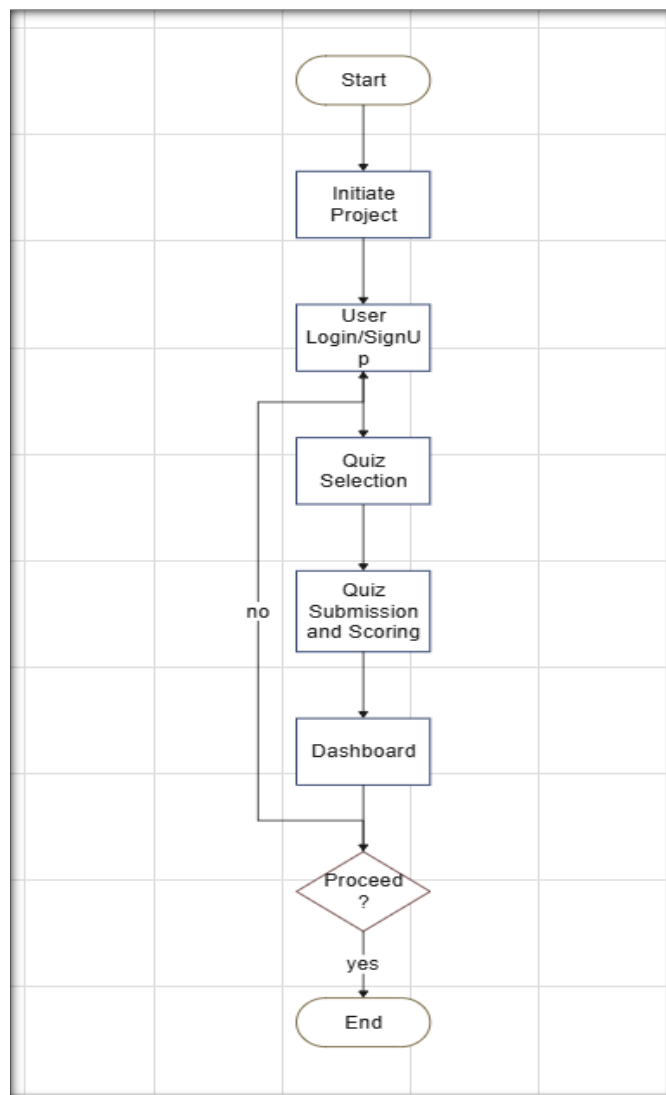 Start
Initiate
Project
User
Login/SignU
p
Quiz
Selection
Quiz
Submission
and Scoring
no
Dashboard
Proceed
?
yes
End